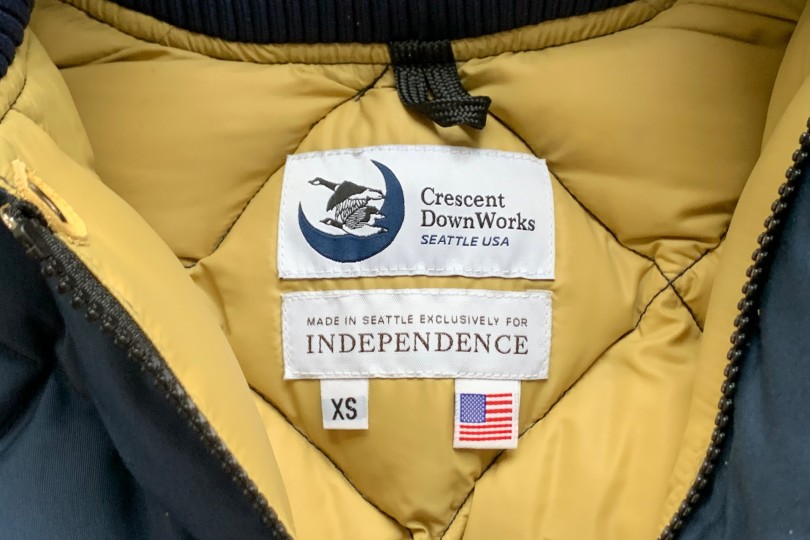 Crescent
DownWorks
SEATTLE USA
MADE IN SEATTLE EXCLUSIVELY FOR
INDEPENDENCE
XS